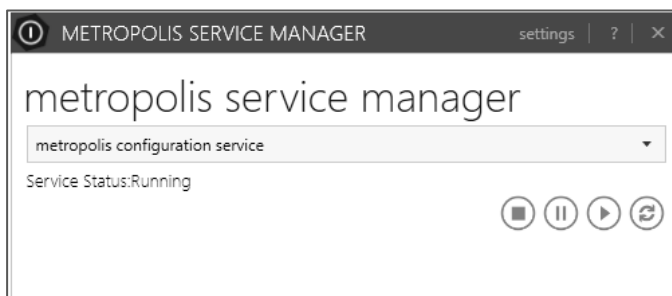 METROPOLIS SERVICE MANAGER settings ? ×
metropolis service manager
metropolis configuration service
Service Status:Running